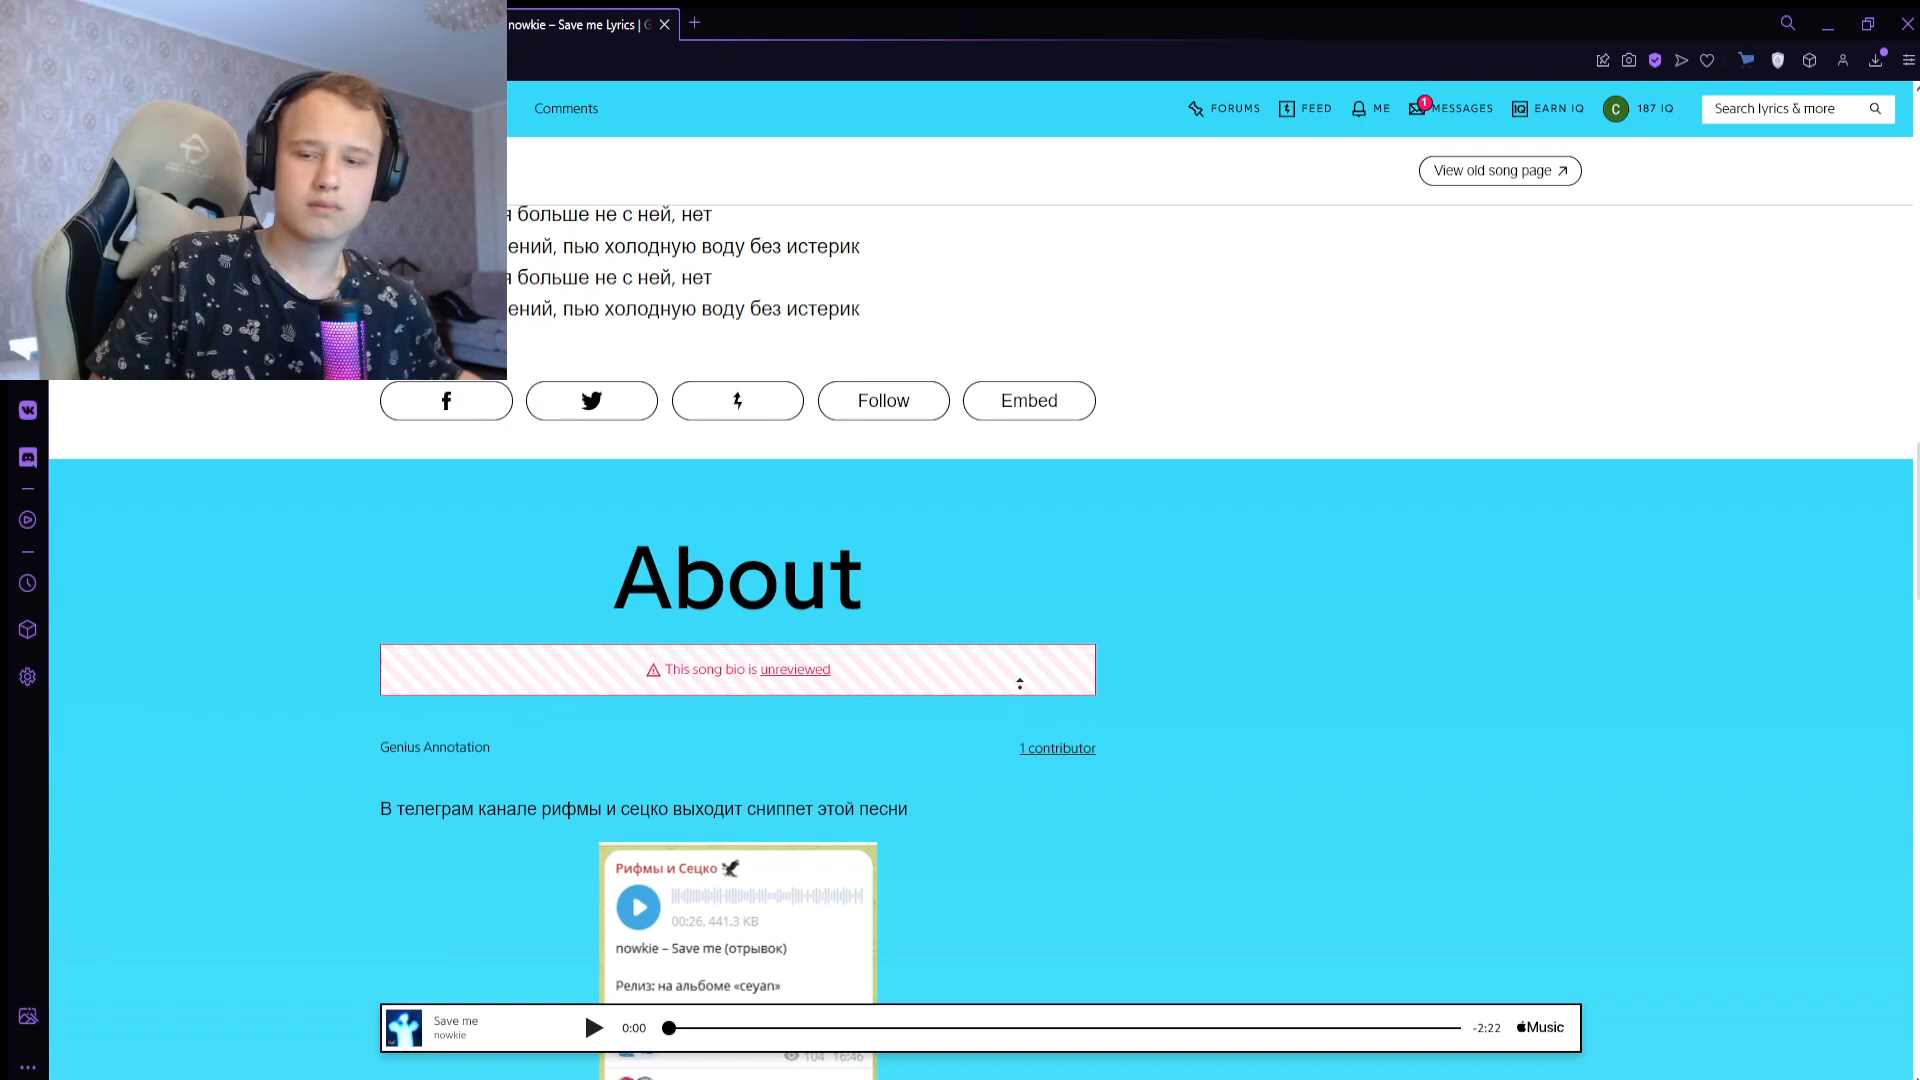 nowkie – Save me Lyrics | G
Comments
FORUMS
FEED
ME
1
MESSAGES
EARN IQ
C
187 IQ
Search lyrics & more
View old song page
больше не с ней, нет
ений, пью холодную воду без истерик
больше не с ней, нет
ений, пью холодную воду без истерик
Follow
Embed
About
This song bio is unreviewed
Genius Annotation
1 contributor
В телеграм канале рифмы и сецко выходит сниппет этой песни
Рифмы и Сецко
00:26, 441.3 KB
nowkie – Save me (отрывок)
Релиз: на альбоме «ceyan»
Save me
nowkie
0:00
-2:22
Music
104 16:46